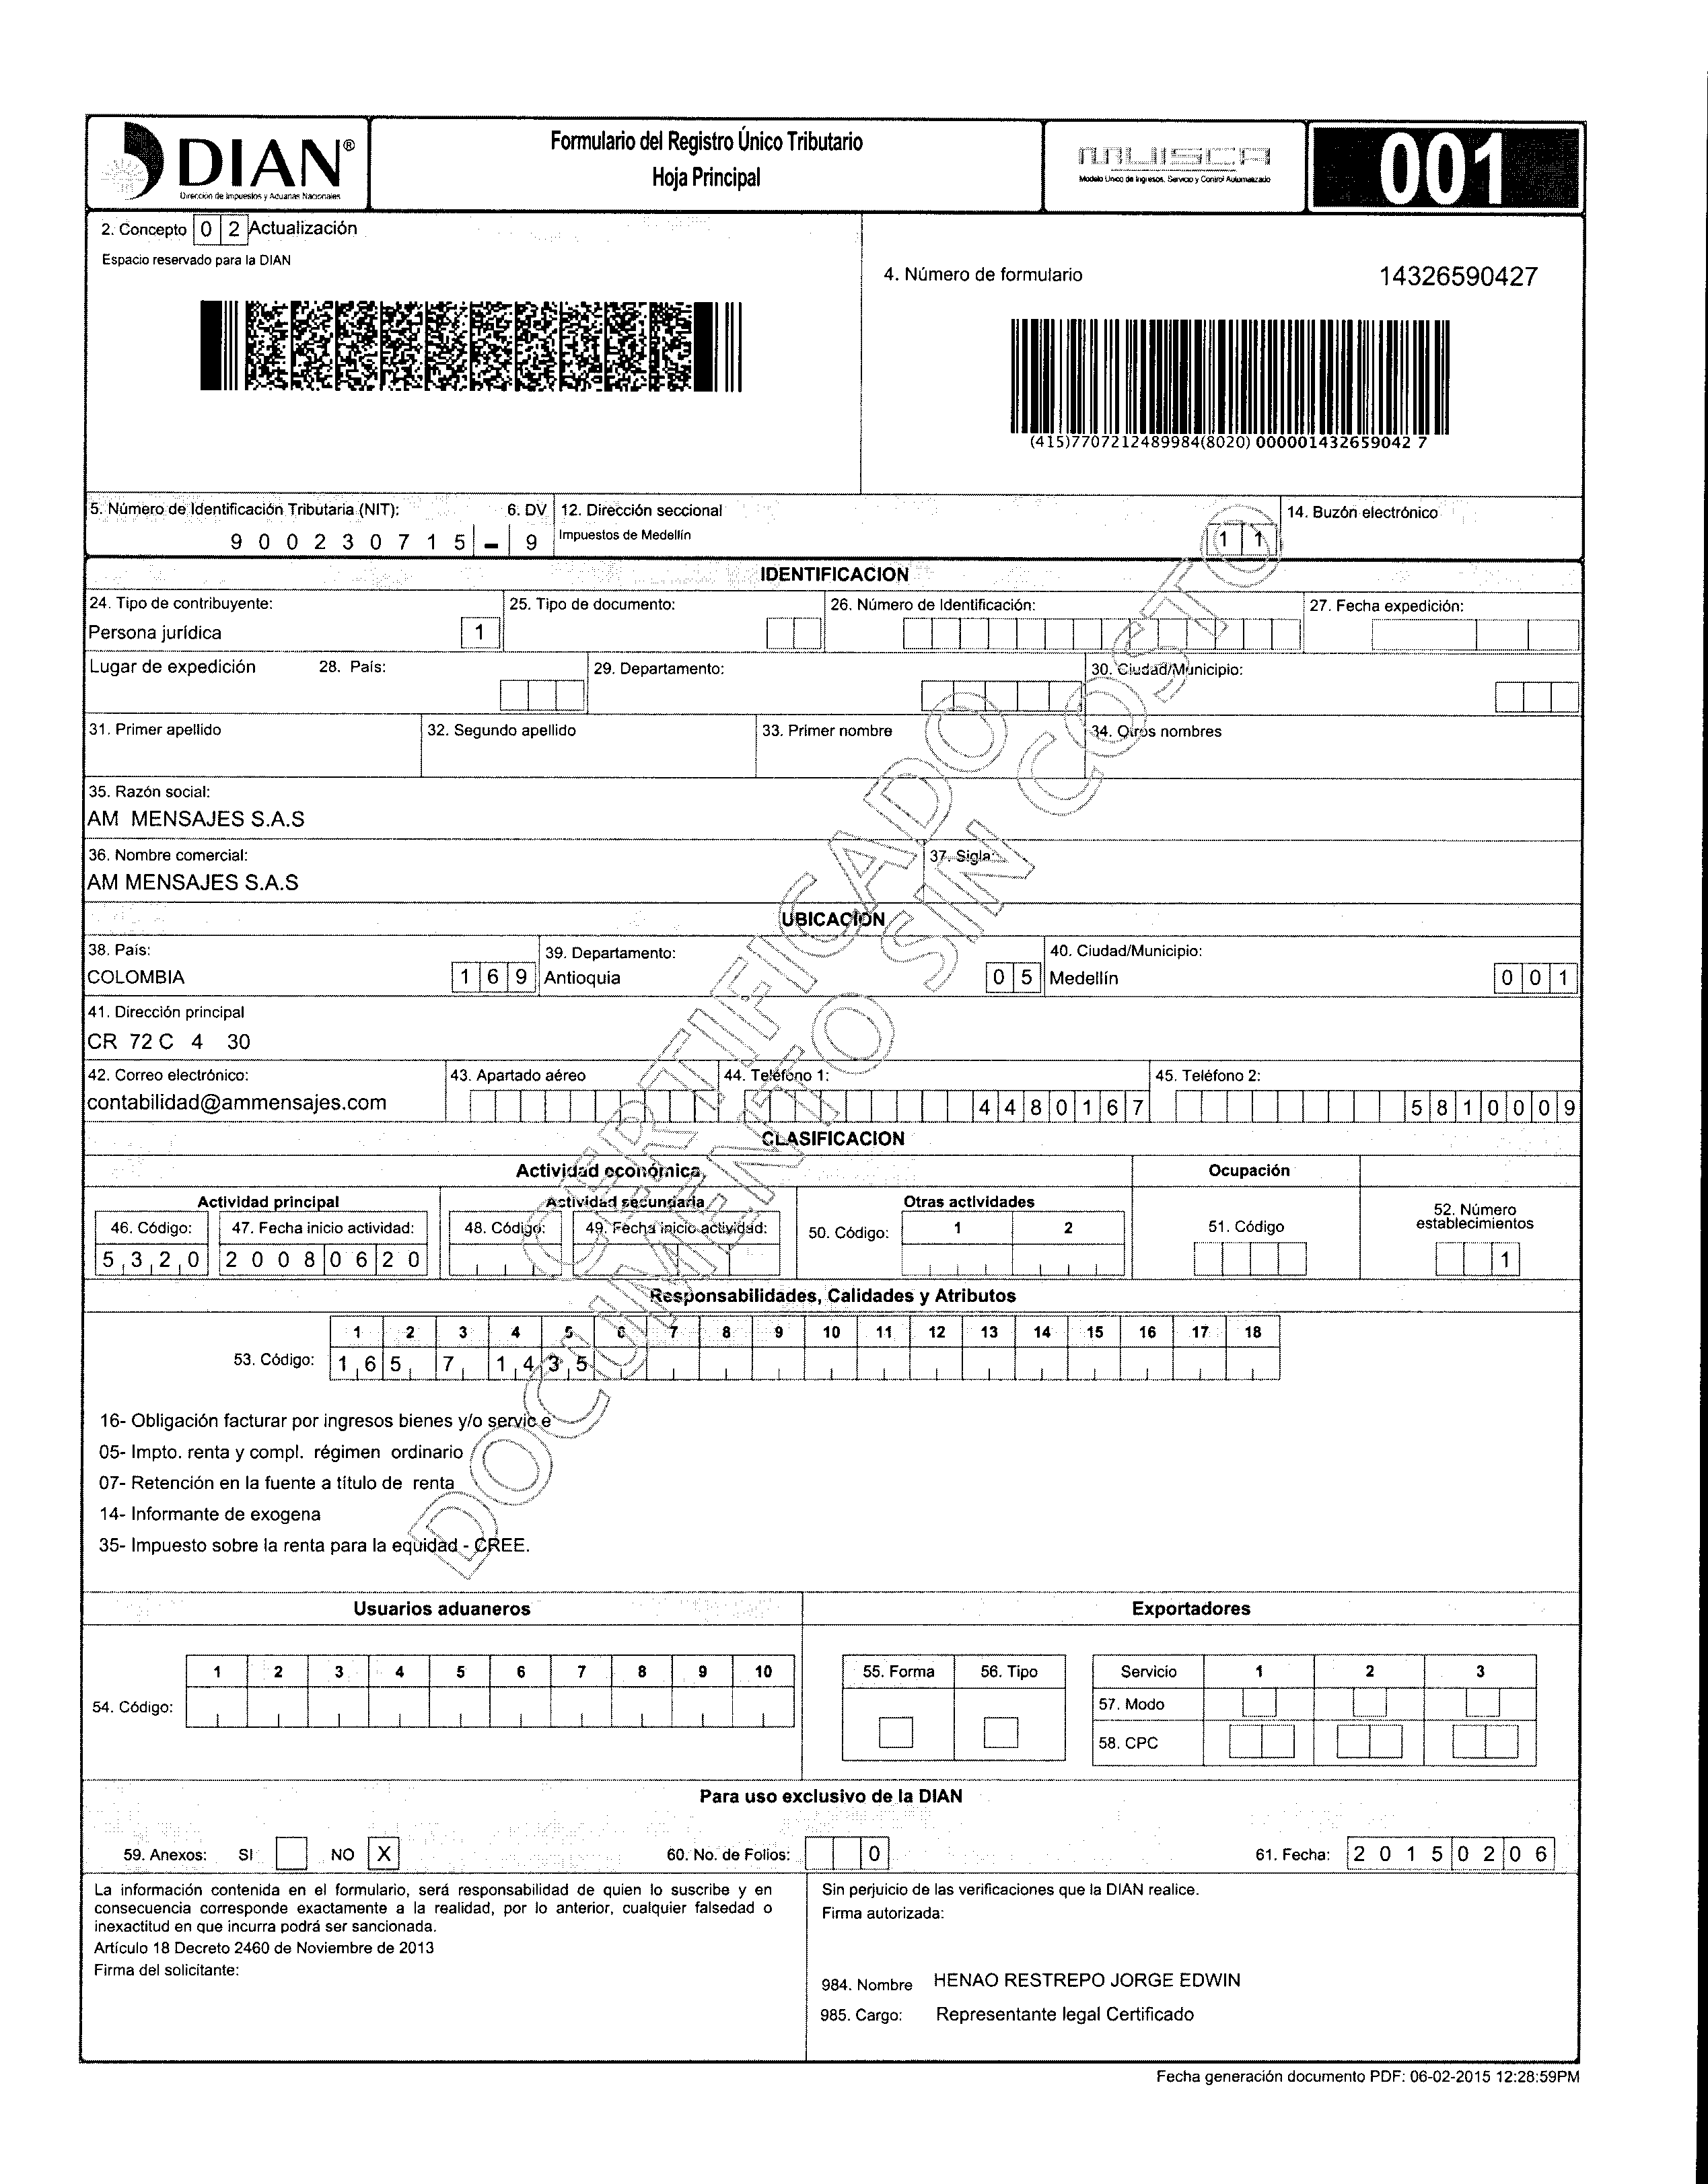 DIAN®
Dirección de Impuestos y Aduanas Nacionales
Formulario del Registro Único Tributario
Hoja Principal
MUISCA
Modelo Unico de Ingresos, Servicio y Control Automatizado
001
2. Concepto 0 2 Actualización
Espacio reservado para la DIAN
4. Número de formulario 14326590427
(415)7707212489984(8020) 000001432659042 7
5. Número de Identificación Tributaria (NIT): 6. DV 12. Dirección seccional 14. Buzón electrónico
9 0 0 2 3 0 7 1 5 - 9 Impuestos de Medellín 1 1
IDENTIFICACION
24. Tipo de contribuyente: 25. Tipo de documento: 26. Número de Identificación: 27. Fecha expedición:
Persona jurídica 1
Lugar de expedición 28. País: 29. Departamento: 30. Ciudad/Municipio:
31. Primer apellido 32. Segundo apellido 33. Primer nombre 34. Otros nombres
35. Razón social:
AM MENSAJES S.A.S
36. Nombre comercial: 37. Sigla:
AM MENSAJES S.A.S
UBICACION
38. País: 39. Departamento: 40. Ciudad/Municipio:
COLOMBIA 1 6 9 Antioquia 0 5 Medellín 0 0 1
41. Dirección principal
CR 72 C 4 30
42. Correo electrónico: 43. Apartado aéreo 44. Teléfono 1: 45. Teléfono 2:
contabilidad@ammensajes.com 4 4 8 0 1 6 7 5 8 1 0 0 0 9
CLASIFICACION
Actividad económica Ocupación
Actividad principal Actividad secundaria Otras actividades 52. Número establecimientos
46. Código: 47. Fecha inicio actividad: 48. Código: 49. Fecha inicio actividad: 50. Código: 1 2 51. Código
5 3 2 0 2 0 0 8 0 6 2 0 1
Responsabilidades, Calidades y Atributos
1 2 3 4 5 6 7 8 9 10 11 12 13 14 15 16 17 18
53. Código: 1 6 5 7 1 4 3 5
16- Obligación facturar por ingresos bienes y/o servic e
05- Impto. renta y compl. régimen ordinario
07- Retención en la fuente a título de renta
14- Informante de exogena
35- Impuesto sobre la renta para la equidad - CREE.
CERTIFICADO
DOCUMENTO SIN COSTO
Usuarios aduaneros Exportadores
1 2 3 4 5 6 7 8 9 10 55. Forma 56. Tipo Servicio 1 2 3
54. Código: 57. Modo
58. CPC
Para uso exclusivo de la DIAN
59. Anexos: SI NO X 60. No. de Folios: 0 61. Fecha: 2 0 1 5 0 2 0 6
La información contenida en el formulario, será responsabilidad de quien lo suscribe y en
consecuencia corresponde exactamente a la realidad, por lo anterior, cualquier falsedad o
inexactitud en que incurra podrá ser sancionada.
Artículo 18 Decreto 2460 de Noviembre de 2013
Firma del solicitante:
Sin perjuicio de las verificaciones que la DIAN realice.
Firma autorizada:
984. Nombre HENAO RESTREPO JORGE EDWIN
985. Cargo: Representante legal Certificado
Fecha generación documento PDF: 06-02-2015 12:28:59PM